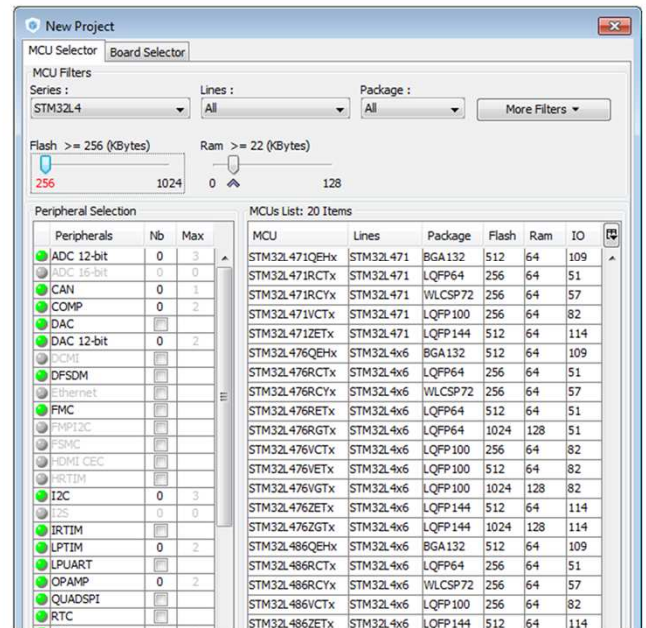 New Project
MCU Selector Board Selector
MCU Filters
Series : Lines : Package :
STM32L4 All All More Filters
Flash >= 256 (KBytes) Ram >= 22 (KBytes)
256 1024 0 128
Peripheral Selection MCUs List: 20 Items
Peripherals Nb Max MCU Lines Package Flash Ram IO
ADC 12-bit 0 3 STM32L471QEHx STM32L471 BGA132 512 64 109
ADC 16-bit 0 0 STM32L471RCTx STM32L471 LQFP64 256 64 51
CAN 0 1 STM32L471RCYx STM32L471 WLCSP72 256 64 57
COMP 0 2 STM32L471VCTx STM32L471 LQFP100 256 64 82
DAC STM32L471ZETx STM32L471 LQFP144 512 64 114
DAC 12-bit 0 2 STM32L476QEHx STM32L4x6 BGA132 512 64 109
DCMI STM32L476RCTx STM32L4x6 LQFP64 256 64 51
DFSDM STM32L476RCYx STM32L4x6 WLCSP72 256 64 57
Ethernet STM32L476RETx STM32L4x6 LQFP64 512 64 51
FMC STM32L476RGTx STM32L4x6 LQFP64 1024 128 51
FMPI2C STM32L476VCTx STM32L4x6 LQFP100 256 64 82
FSMC STM32L476VETx STM32L4x6 LQFP100 512 64 82
HDMI CEC STM32L476VGTx STM32L4x6 LQFP100 1024 128 82
HRTIM STM32L476ZETx STM32L4x6 LQFP144 512 64 114
I2C 0 3 STM32L476ZGTx STM32L4x6 LQFP144 1024 128 114
I2S 0 0 STM32L486QEHx STM32L4x6 BGA132 512 64 109
IRTIM STM32L486RCTx STM32L4x6 LQFP64 256 64 51
LPTIM 0 2 STM32L486RCYx STM32L4x6 WLCSP72 256 64 57
LPUART STM32L486VCTx STM32L4x6 LQFP100 256 64 82
OPAMP 0 2 STM32L486ZETx STM32L4x6 LQFP144 512 64 114
QUADSPI
RTC